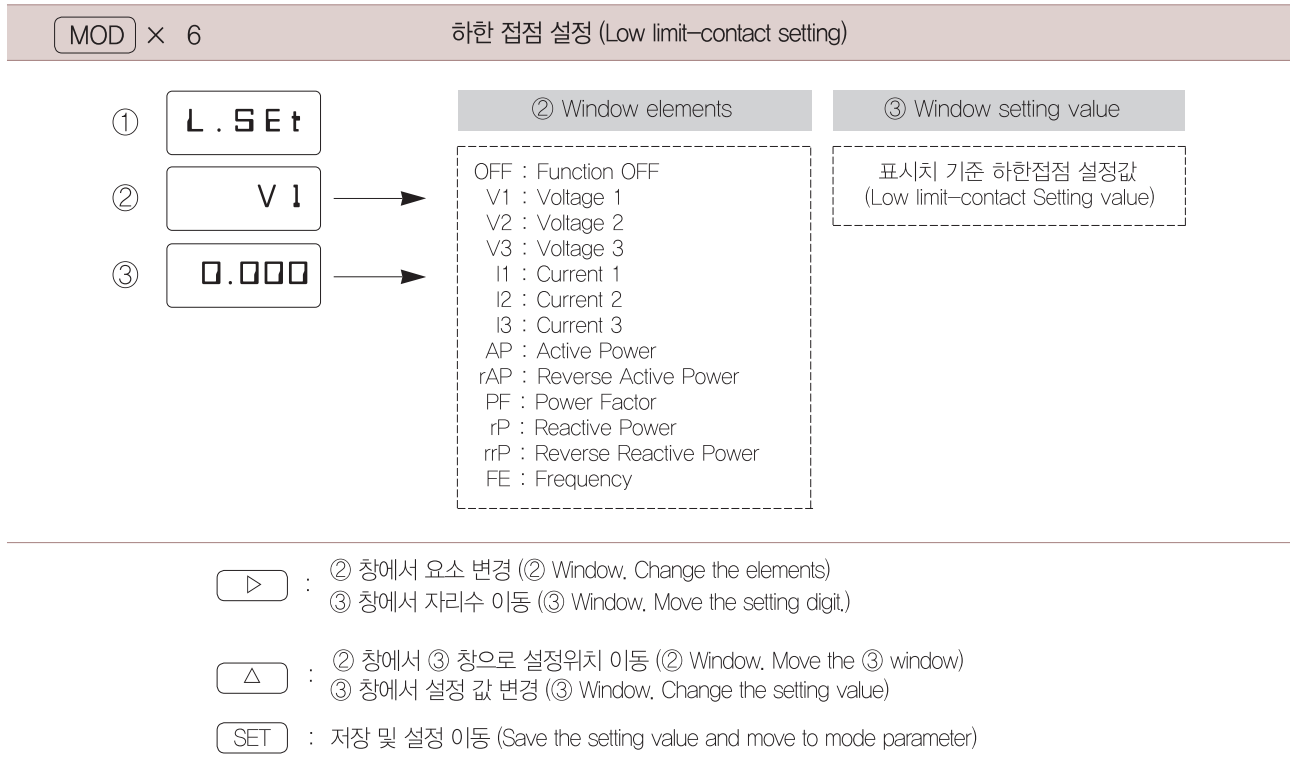 MOD × 6 하한 접점 설정 (Low limit-contact setting)
① L.SEt
② V 1
③ 0.000
② Window elements
OFF : Function OFF
V1 : Voltage 1
V2 : Voltage 2
V3 : Voltage 3
I1 : Current 1
I2 : Current 2
I3 : Current 3
AP : Active Power
rAP : Reverse Active Power
PF : Power Factor
rP : Reactive Power
rrP : Reverse Reactive Power
FE : Frequency
③ Window setting value
표시치 기준 하한접점 설정값
(Low limit-contact Setting value)
▷ : ② 창에서 요소 변경 (② Window. Change the elements)
③ 창에서 자리수 이동 (③ Window. Move the setting digit.)
△ : ② 창에서 ③ 창으로 설정위치 이동 (② Window. Move the ③ window)
③ 창에서 설정 값 변경 (③ Window. Change the setting value)
SET : 저장 및 설정 이동 (Save the setting value and move to mode parameter)